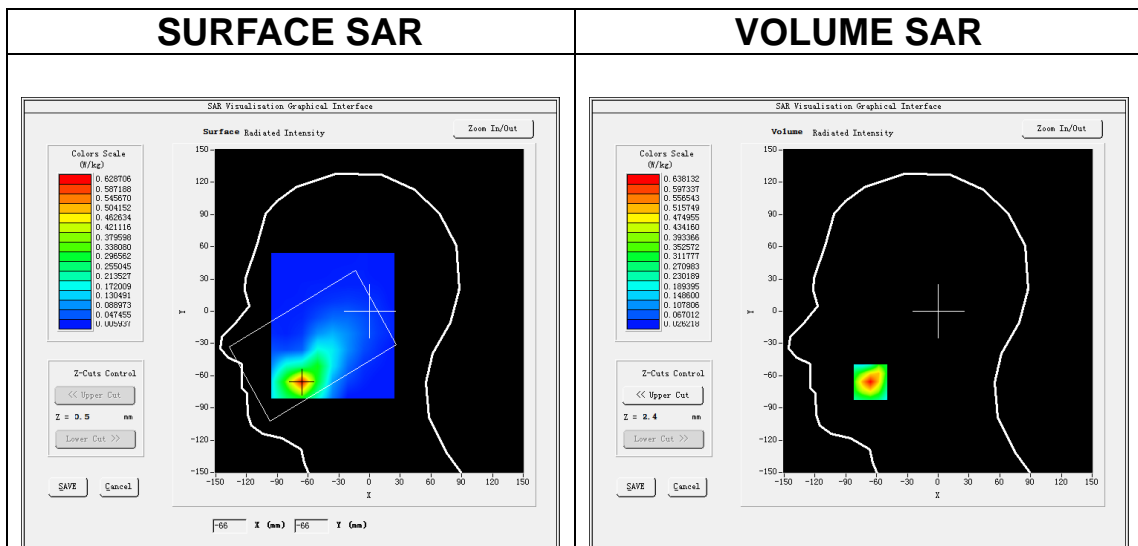 SURFACE SAR
VOLUME SAR
SAR Visualisation Graphical Interface
Surface Radiated Intensity
Zoom In/Out
Colors Scale
(W/kg)
0.628706
0.587188
0.545670
0.504152
0.462634
0.421116
0.379598
0.338080
0.296562
0.255045
0.213527
0.172009
0.130491
0.088973
0.047455
0.005937
150
120
90
60
30
0
-30
-60
-90
-120
-150
Y
-150 -120 -90 -60 -30 0 30 60 90 120 150
X
Z-Cuts Control
<< Upper Cut
Z = 0.5 mm
Lower Cut >>
SAVE Cancel
-66 X (mm) -66 Y (mm)
SAR Visualisation Graphical Interface
Volume Radiated Intensity
Zoom In/Out
Colors Scale
(W/kg)
0.638132
0.597337
0.556543
0.515749
0.474955
0.434160
0.393366
0.352572
0.311777
0.270983
0.230189
0.189395
0.148600
0.107806
0.067012
0.026218
150
120
90
60
30
0
-30
-60
-90
-120
-150
Y
-150 -120 -90 -60 -30 0 30 60 90 120 150
X
Z-Cuts Control
<< Upper Cut
Z = 2.4 mm
Lower Cut >>
SAVE Cancel